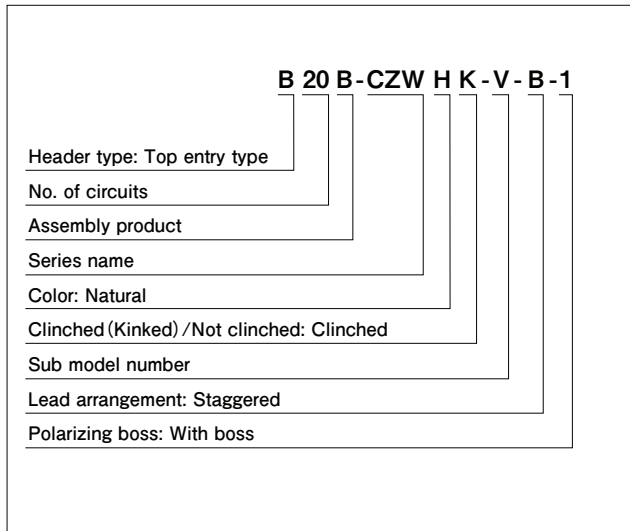 B 20 B-CZW H K-V-B-1
Header type: Top entry type
No. of circuits
Assembly product
Series name
Color: Natural
Clinched(Kinked)/Not clinched: Clinched
Sub model number
Lead arrangement: Staggered
Polarizing boss: With boss